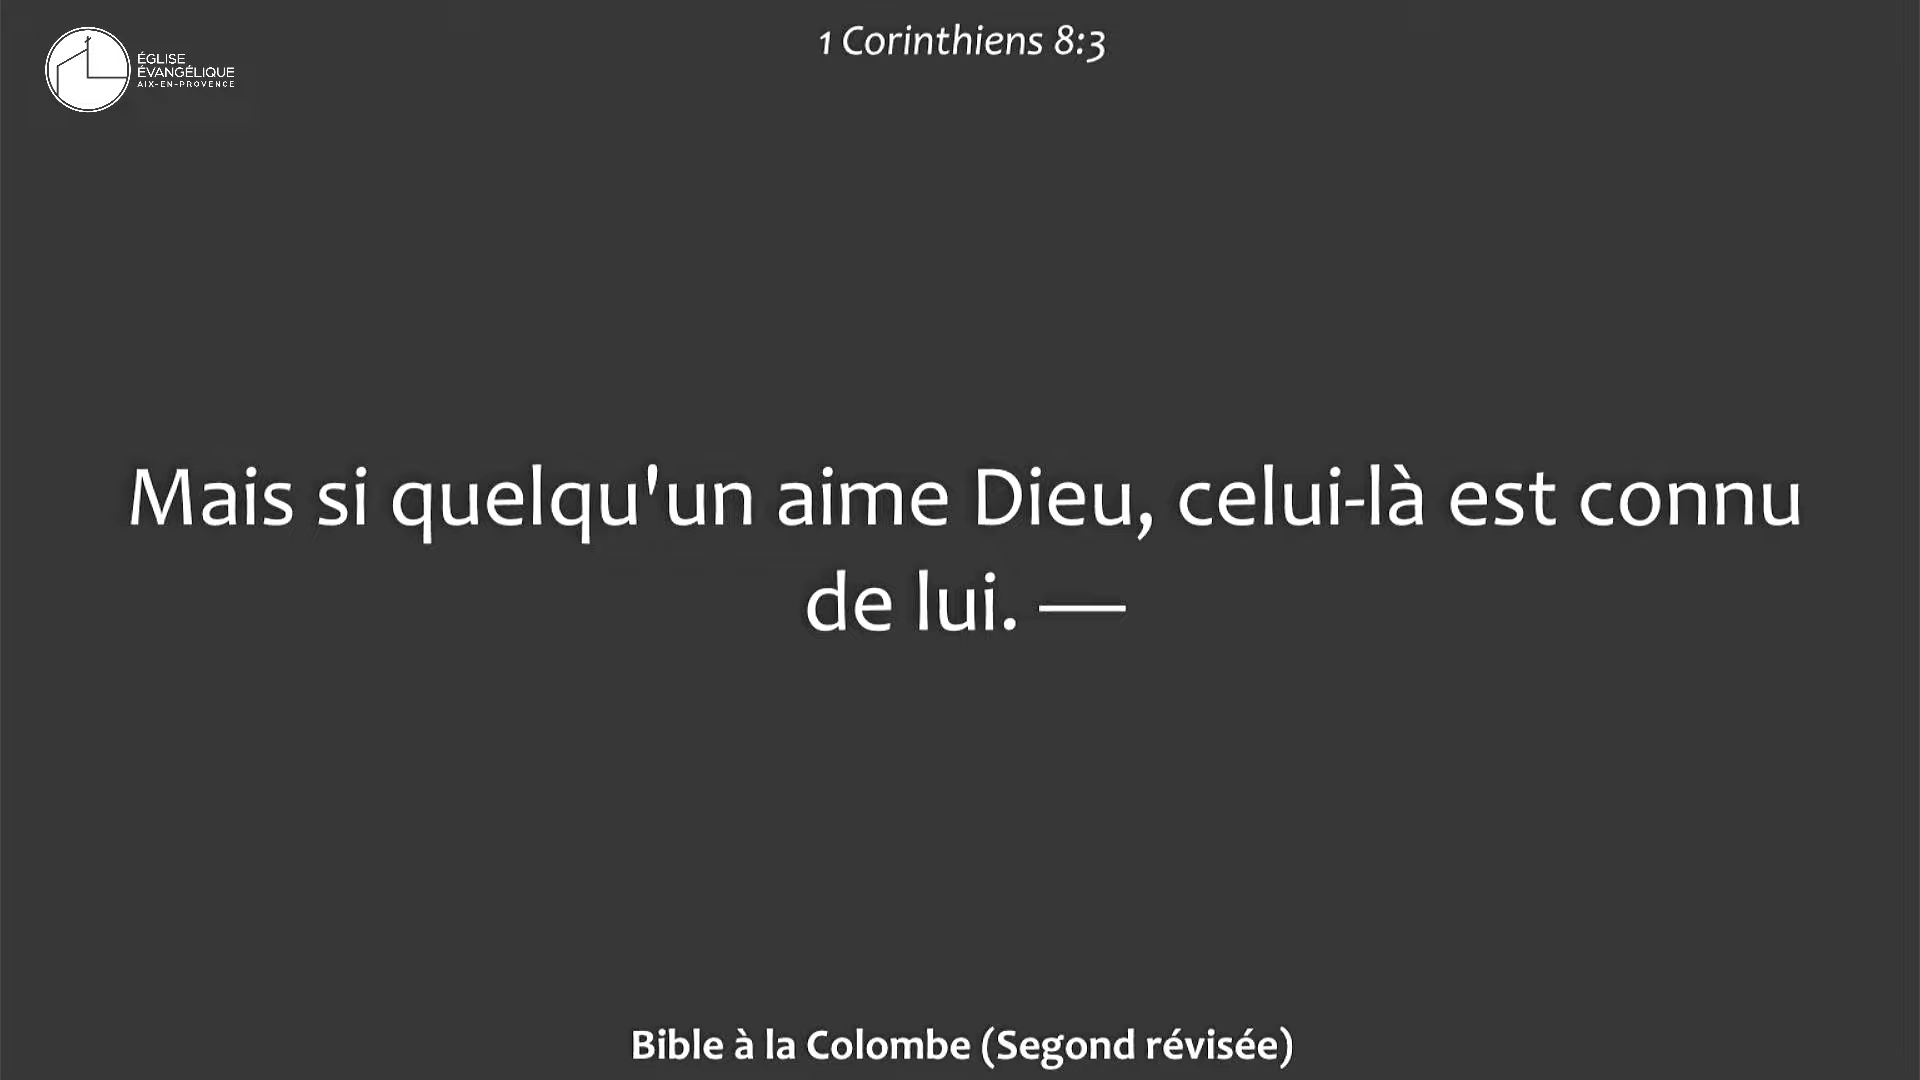 1 Corinthiens 8:3
ÉGLISE
ÉVANGÉLIQUE
AIX-EN-PROVENCE
Mais si quelqu'un aime Dieu, celui-là est connu
de lui. —
Bible à la Colombe (Segond révisée)